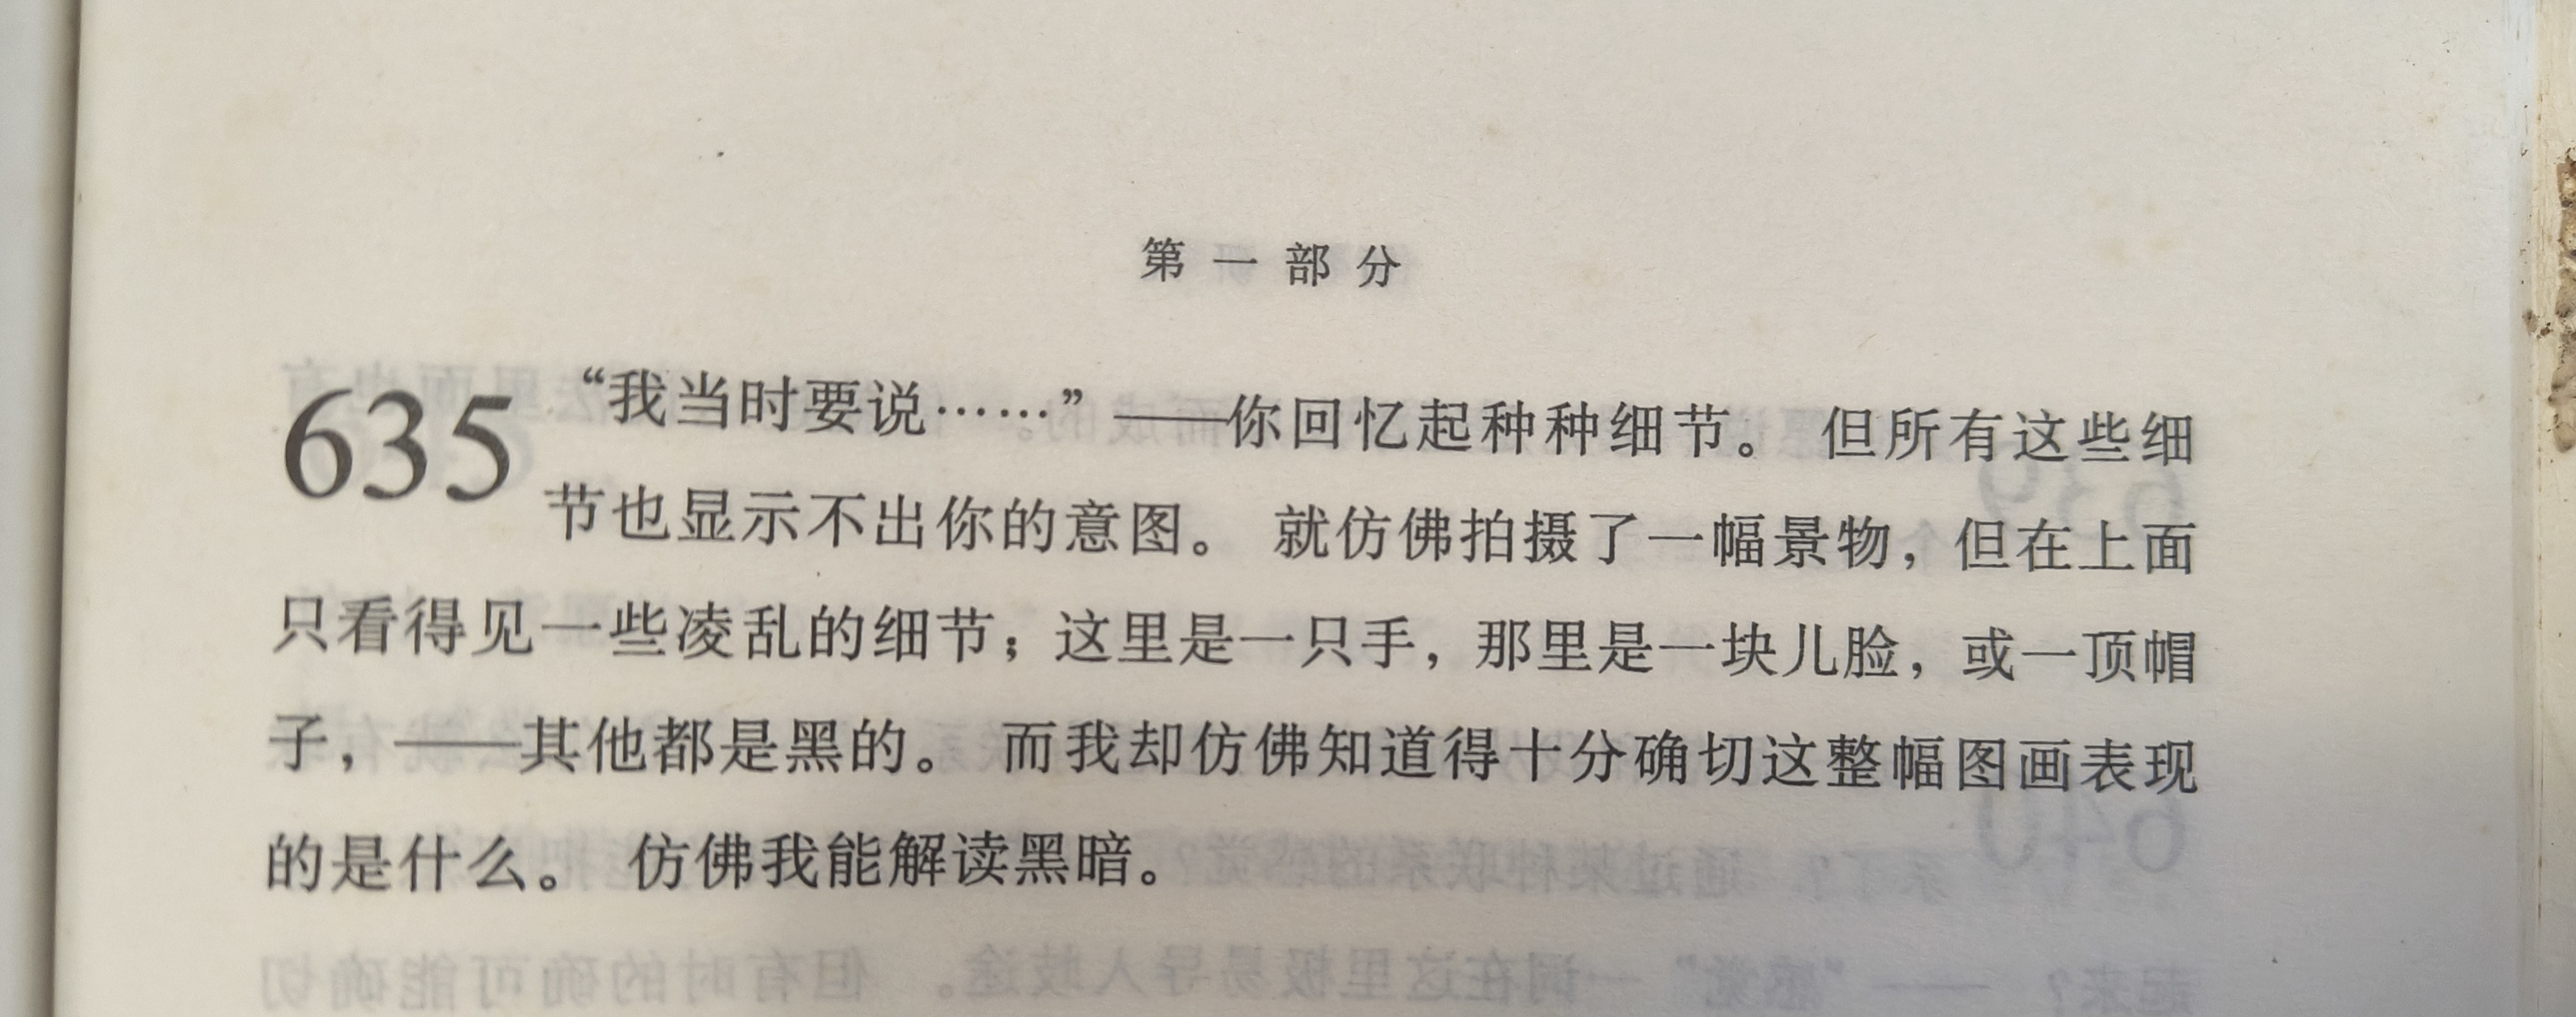 第一部分
635 “我当时要说……”——你回忆起种种细节。 但所有这些细
节也显示不出你的意图。 就仿佛拍摄了一幅景物，但在上面
只看得见一些凌乱的细节；这里是一只手，那里是一块儿脸，或一顶帽
子，——其他都是黑的。 而我却仿佛知道得十分确切这整幅图画表现
的是什么。 仿佛我能解读黑暗。